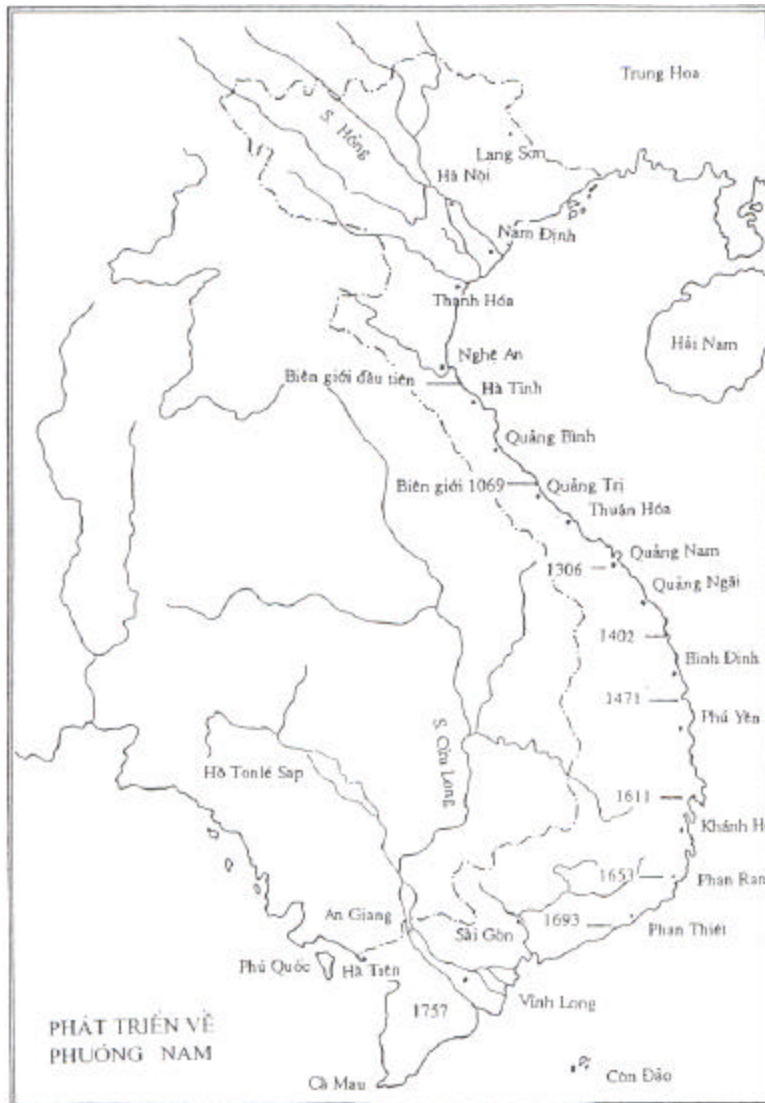 Trung Hoa
S. Hồng
Lạng Sơn
Hà Nội
Nam Định
Thanh Hóa
Hải Nam
Nghệ An
Biên giới đầu tiên
Hà Tĩnh
Quảng Bình
Biên giới 1069
Quảng Trị
Thuận Hóa
Quảng Nam
1306
Quảng Ngãi
1402
Bình Định
1471
Phú Yên
S. Cửu Long
Hồ Tonlé Sap
1611
Khánh H
1653
Phan Ran
An Giang
Sài Gòn
1693
Phan Thiết
Phú Quốc
Hà Tiên
Vĩnh Long
1757
PHÁT TRIỂN VỀ
PHƯƠNG NAM
Cà Mau
Côn Đảo